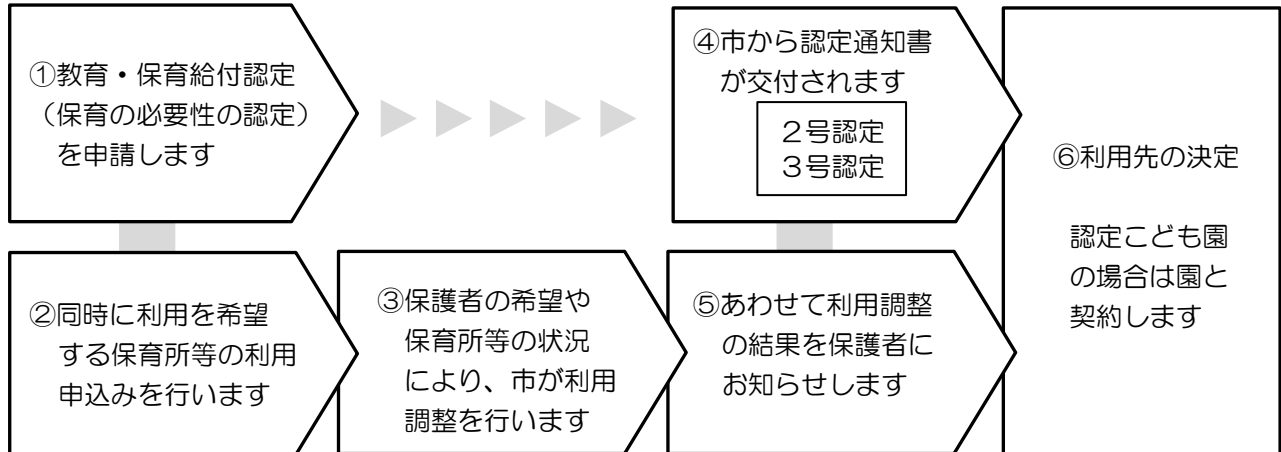 ①教育・保育給付認定
（保育の必要性の認定）
を申請します
②同時に利用を希望
する保育所等の利用
申込みを行います
③保護者の希望や
保育所等の状況
により、市が利用
調整を行います
④市から認定通知書
が交付されます
２号認定
３号認定
⑤あわせて利用調整
の結果を保護者に
お知らせします
⑥利用先の決定
認定こども園
の場合は園と
契約します